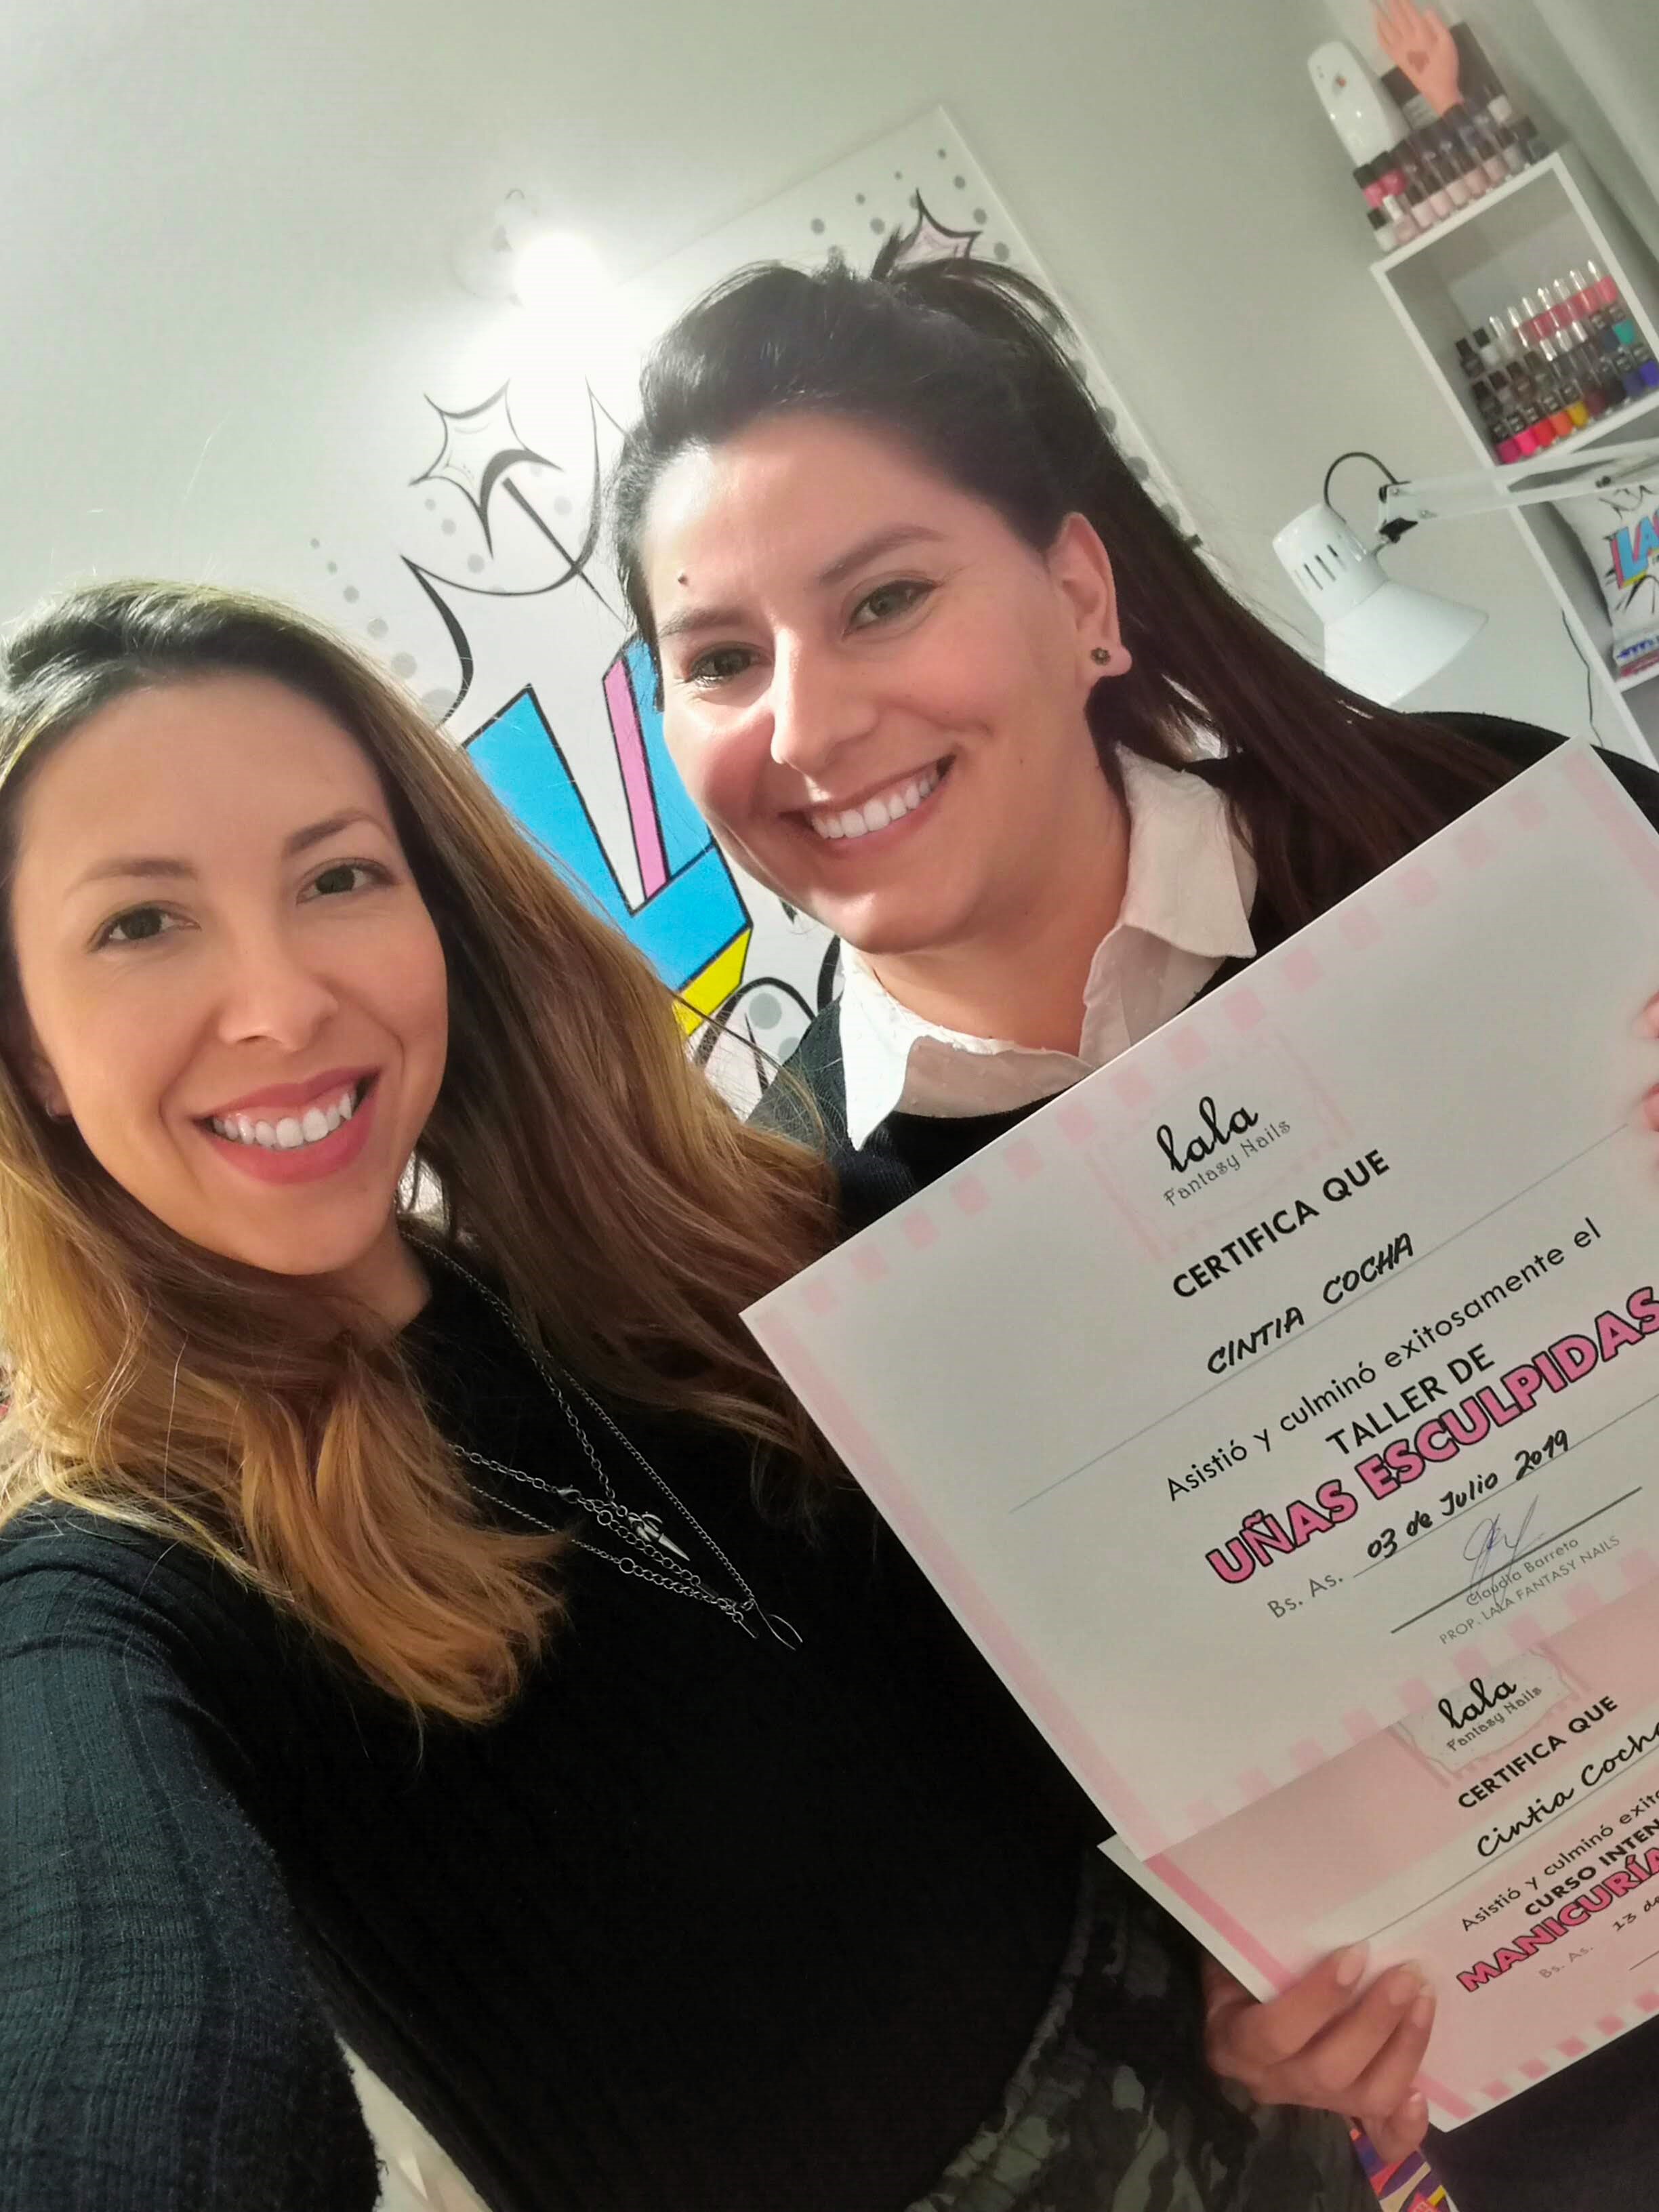 lala
Fantasy Nails
CERTIFICA QUE
CINTIA COCHA
Asistió y culminó exitosamente el
TALLER DE
UÑAS ESCULPIDAS
Bs. As. 03 de Julio 2019
Claudia Barreto
PROP. LALA FANTASY NAILS
lala
Fantasy Nails
CERTIFICA QUE
Cintia Cocha
Asistió y culminó
CURSO
MANICURÍA
Bs. As. 13 de